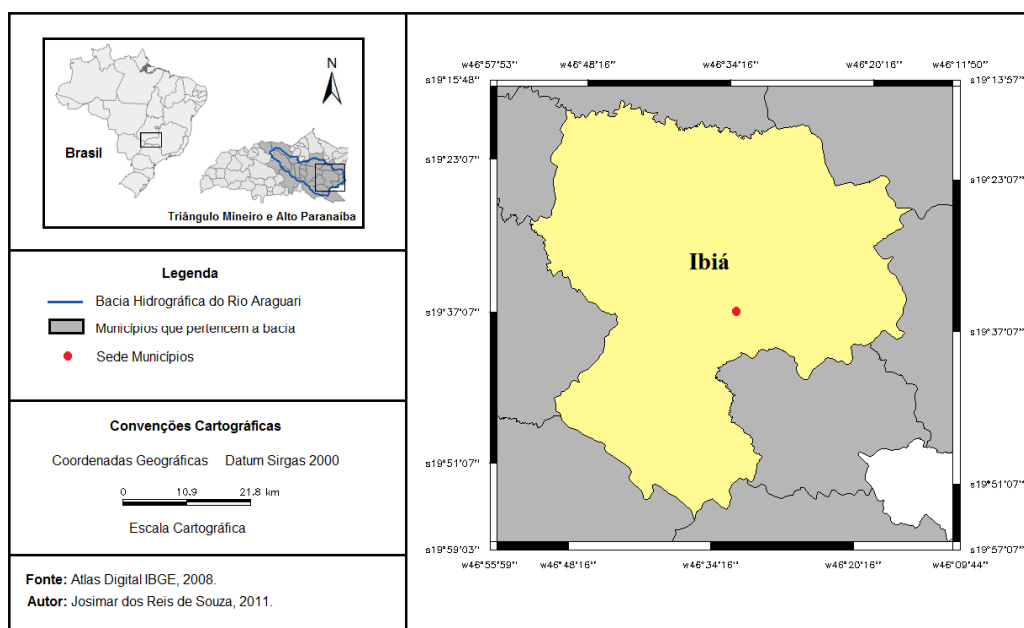 N
Brasil
Triângulo Mineiro e Alto Paranaíba
Legenda
Bacia Hidrográfica do Rio Araguari
Municípios que pertencem a bacia
Sede Municípios
Convenções Cartográficas
Coordenadas Geográficas Datum Sirgas 2000
0 10.9 21.8 km
Escala Cartográfica
Fonte: Atlas Digital IBGE, 2008.
Autor: Josimar dos Reis de Souza, 2011.
w46°57'53'' w46°48'16'' w46°34'16'' w46°20'16'' w46°11'50''
s19°15'48'' s19°13'57''
s19°23'07'' s19°23'07''
Ibiá
s19°37'07'' s19°37'07''
s19°51'07'' s19°51'07''
s19°59'03'' s19°57'07''
w46°55'59'' w46°48'16'' w46°34'16'' w46°20'16'' w46°09'44''